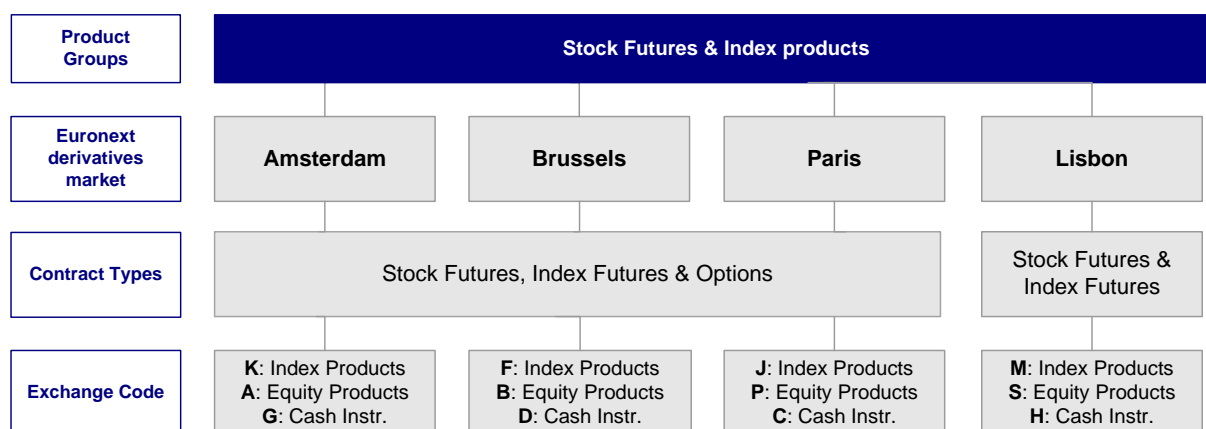 Product
Groups
Stock Futures & Index products
Euronext
derivatives
market
Amsterdam
Brussels
Paris
Lisbon
Contract Types
Stock Futures, Index Futures & Options
Stock Futures &
Index Futures
Exchange Code
K: Index Products
A: Equity Products
G: Cash Instr.
F: Index Products
B: Equity Products
D: Cash Instr.
J: Index Products
P: Equity Products
C: Cash Instr.
M: Index Products
S: Equity Products
H: Cash Instr.